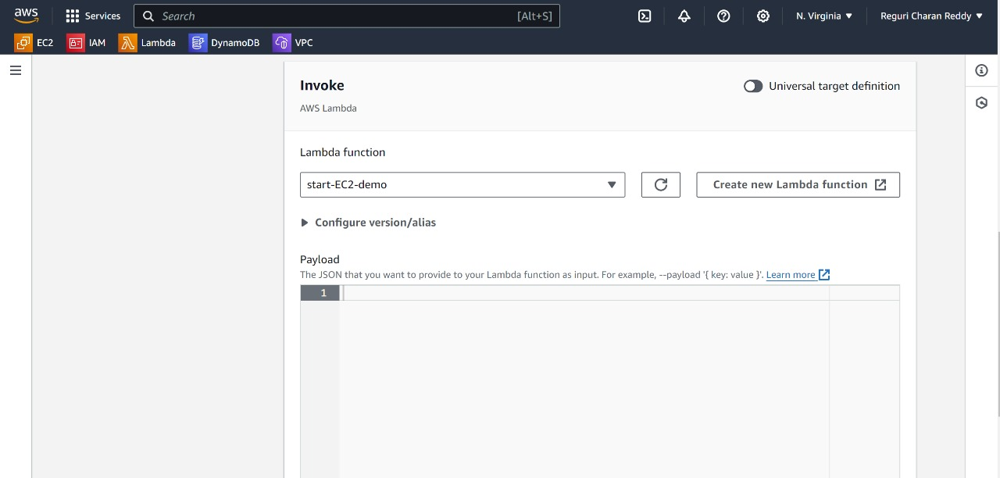 aws Services Search [Alt+S] N. Virginia Reguri Charan Reddy
EC2 IAM Lambda DynamoDB VPC
Invoke Universal target definition
AWS Lambda
Lambda function
start-EC2-demo Create new Lambda function
Configure version/alias
Payload
The JSON that you want to provide to your Lambda function as input. For example, --payload '{ key: value }'. Learn more
1